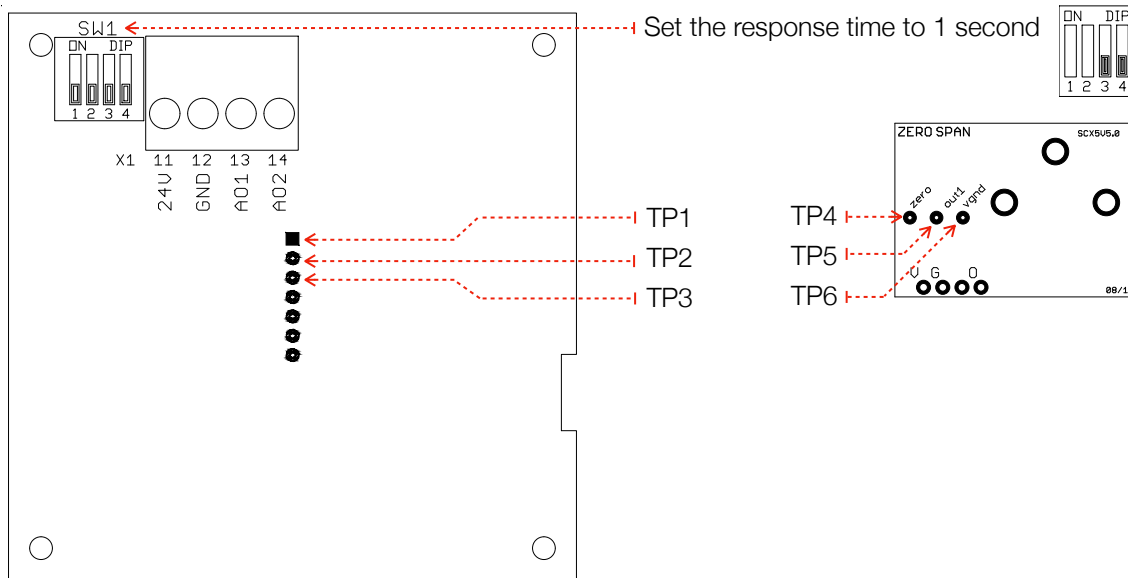 SW1
Set the response time to 1 second
ON DIP
1 2 3 4
ON DIP
1 2 3 4
X1 11 12 13 14
24V GND AO1 AO2
TP1
TP2
TP3
ZERO SPAN SCX5V5.0
zero out1 vgnd
TP4
TP5
TP6
V G O
08/1